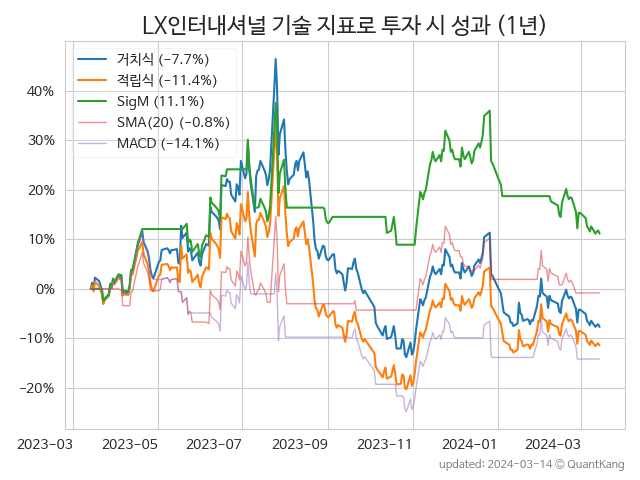 LX인터내셔널 기술 지표로 투자 시 성과 (1년)
거치식 (−7.7%)
적립식 (−11.4%)
SigM (11.1%)
SMA(20) (−0.8%)
MACD (−14.1%)
40%
30%
20%
10%
0%
−10%
−20%
2023-03 2023-05 2023-07 2023-09 2023-11 2024-01 2024-03
updated: 2024-03-14 © QuantKang